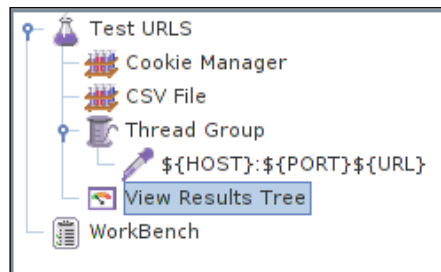 Test URLS
Cookie Manager
CSV File
Thread Group
${HOST}:${PORT}${URL}
View Results Tree
WorkBench